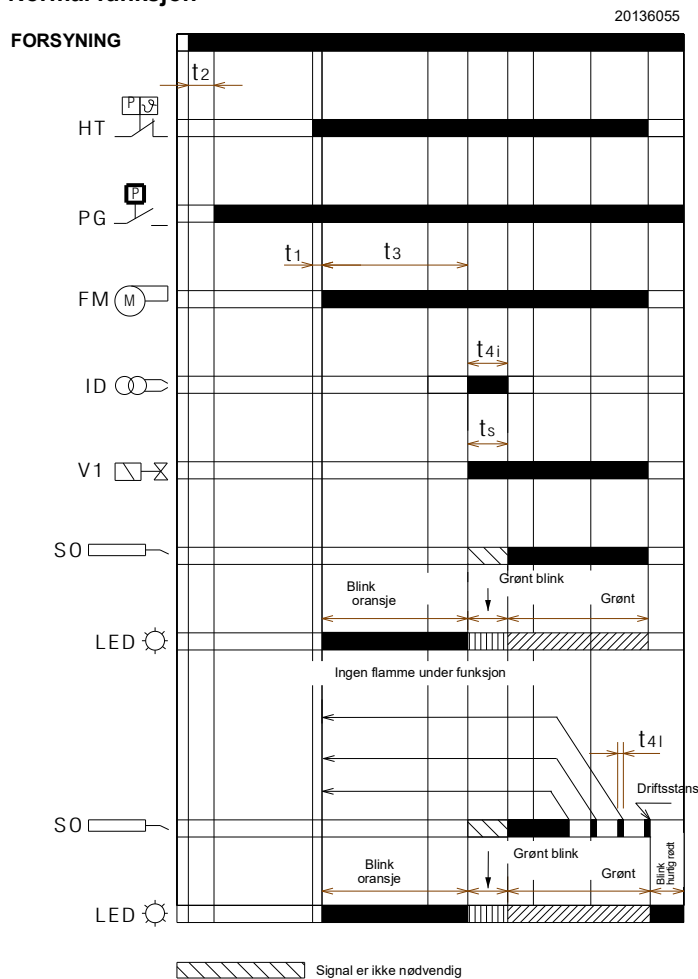 Normal funksjon
20136055
FORSYNING
t2
P ϑ
HT
P
PG
t1 t3
FM M
t4i
ID
ts
V1
SO
Blink
oransje
Grønt blink
Grønt
LED
Ingen flamme under funksjon
t4l
Driftsstans
SO
Blink
oransje
Grønt blink
Grønt
Blink
hurtig rødt
LED
Signal er ikke nødvendig